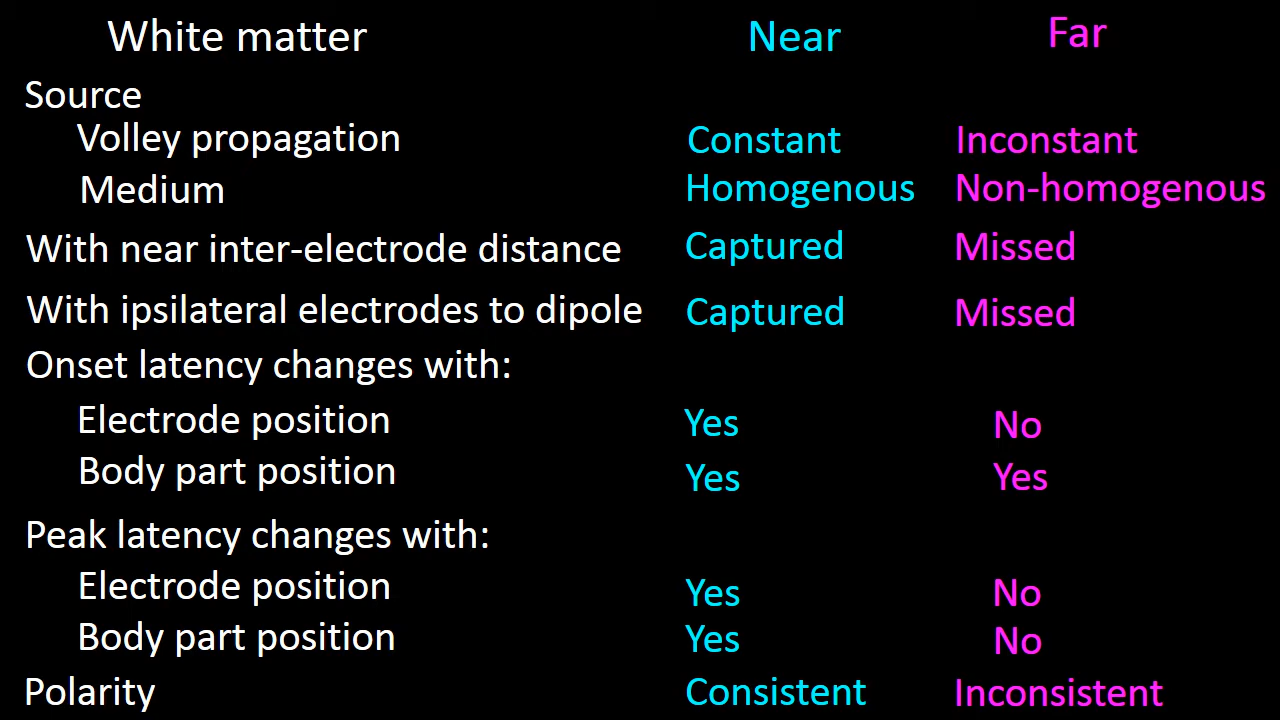 White matter Near Far
Source
Volley propagation Constant Inconstant
Medium Homogenous Non-homogenous
With near inter-electrode distance Captured Missed
With ipsilateral electrodes to dipole Captured Missed
Onset latency changes with:
Electrode position Yes No
Body part position Yes Yes
Peak latency changes with:
Electrode position Yes No
Body part position Yes No
Polarity Consistent Inconsistent